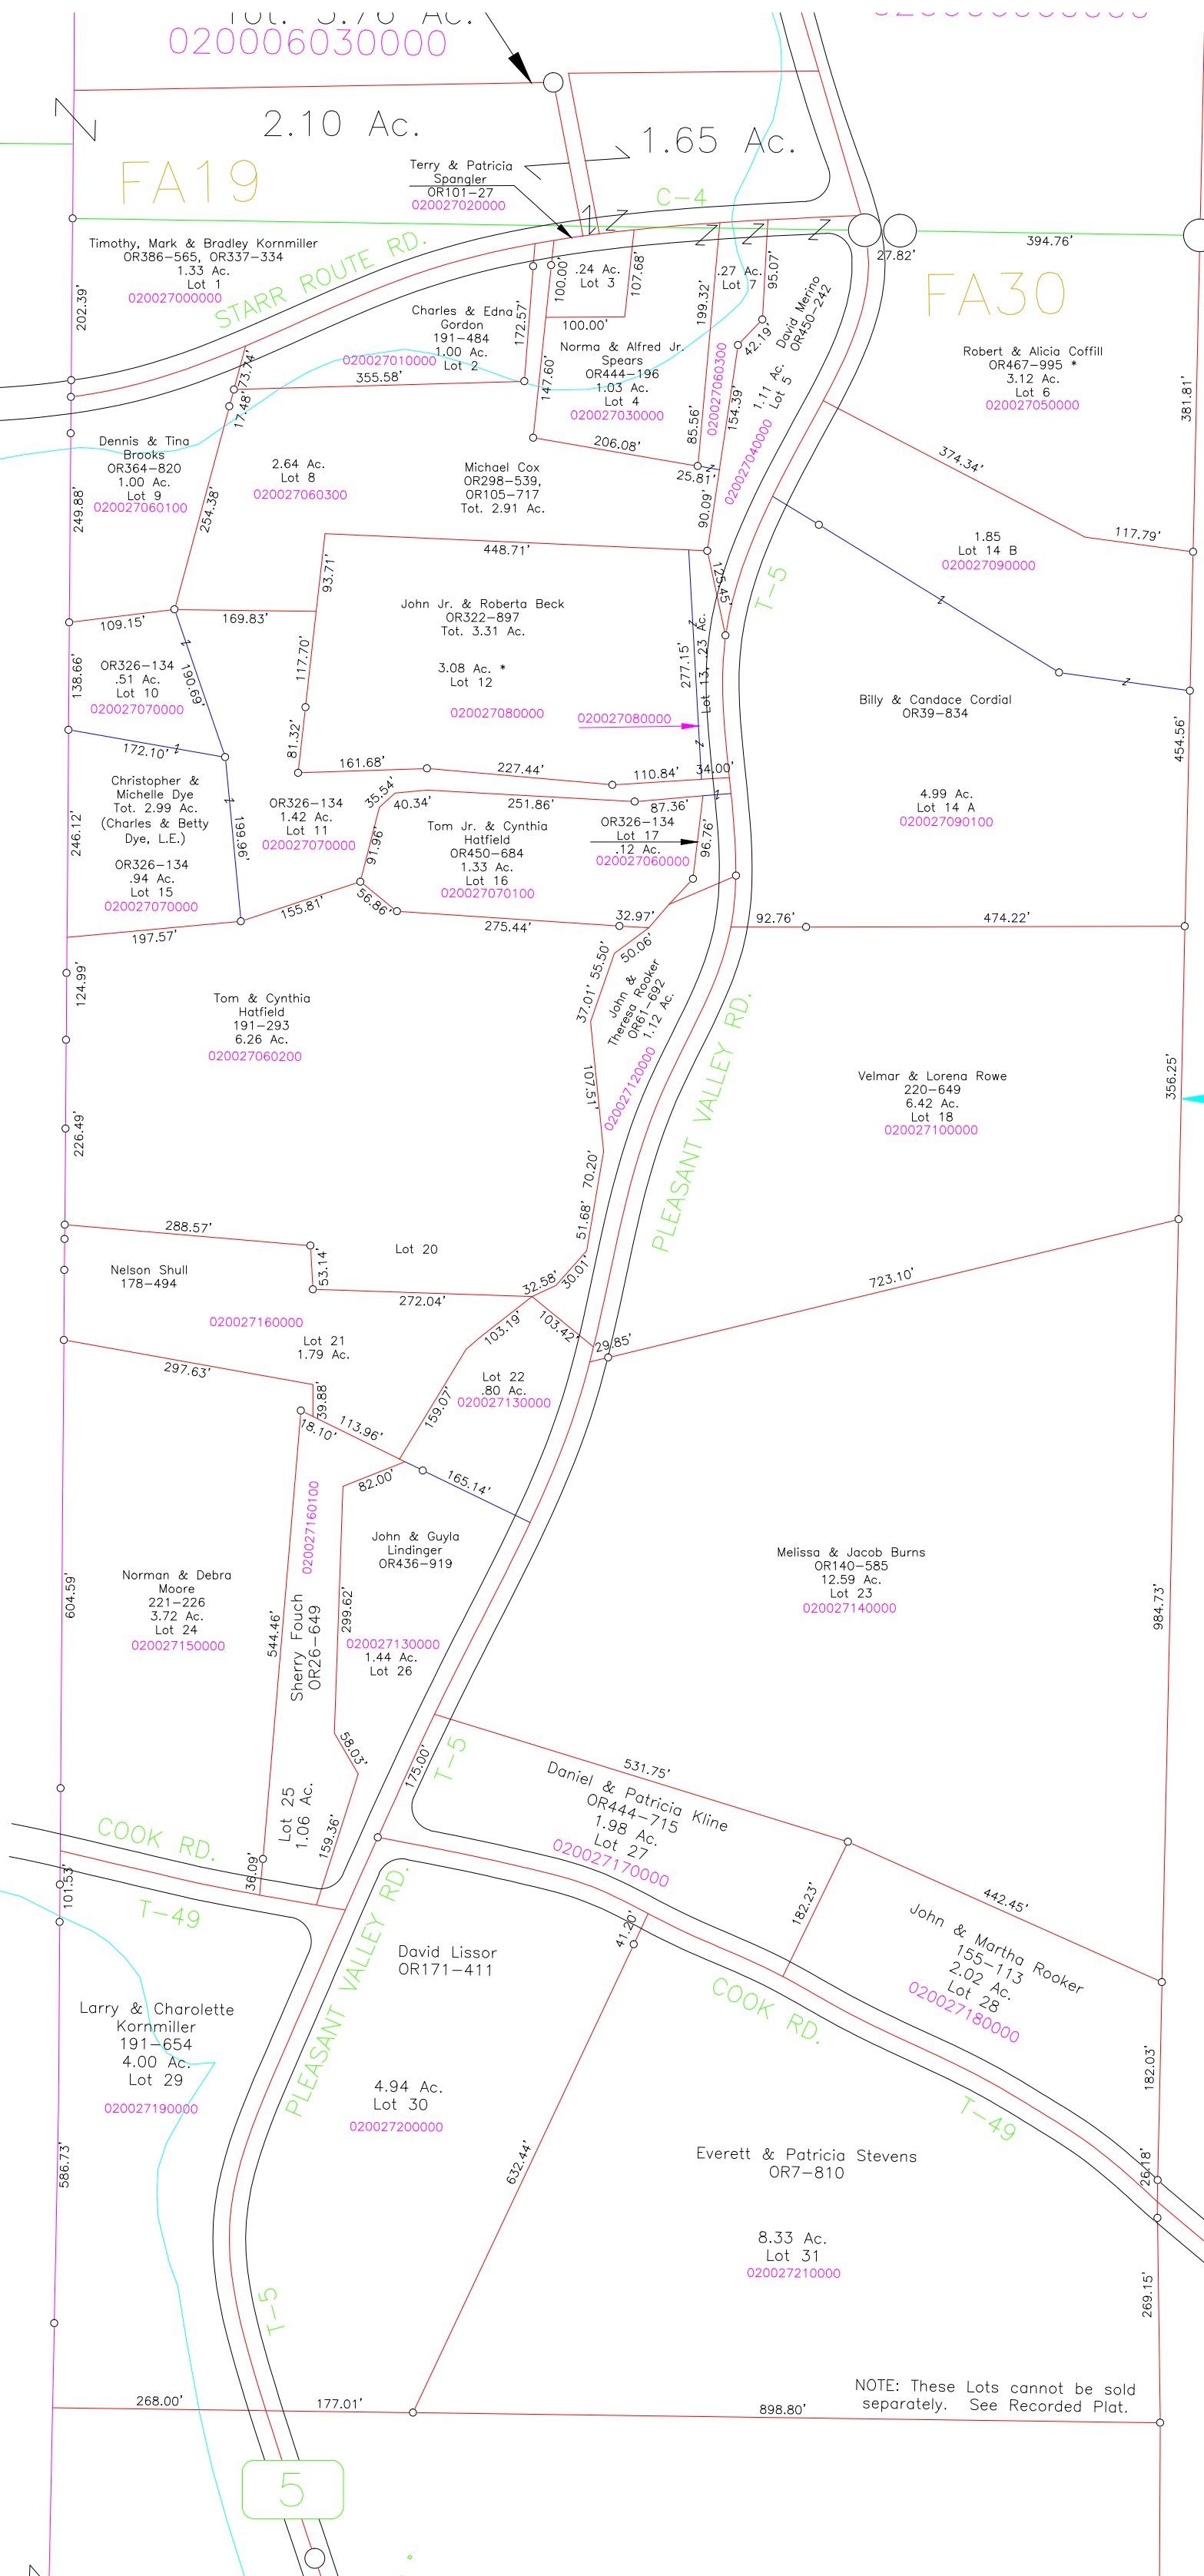 Tot. 3.76 Ac.
020006030000
2.10 Ac.
1.65 Ac.
FA19
Terry & Patricia
Spangler
OR101-27
020027020000
C-4
394.76'
27.82'
FA30
Timothy, Mark & Bradley Kornmiller
OR386-565, OR337-334
1.33 Ac.
Lot 1
020027000000
STARR ROUTE RD.
202.39'
.24 Ac.
Lot 3
100.00'
107.68'
100.00'
.27 Ac.
Lot 7
95.07'
199.32'
172.57'
Charles & Edna
Gordon
191-484
1.00 Ac.
Lot 2
020027010000
355.58'
73.74'
17.48'
147.60'
Norma & Alfred Jr.
Spears
OR444-196
1.03 Ac.
Lot 4
020027030000
206.08'
85.56'
25.81'
020027060300
42.19'
154.39'
90.09'
David Merino
OR450-242
1.11 Ac.
Lot 5
020027040000
Robert & Alicia Coffill
OR467-995 *
3.12 Ac.
Lot 6
020027050000
381.81'
374.34'
117.79'
Dennis & Tina
Brooks
OR364-820
1.00 Ac.
Lot 9
020027060100
249.88'
254.38'
2.64 Ac.
Lot 8
020027060300
Michael Cox
OR298-539,
OR105-717
Tot. 2.91 Ac.
448.71'
93.71'
125.45'
T-5
1.85
Lot 14 B
020027090000
109.15'
169.83'
John Jr. & Roberta Beck
OR322-897
Tot. 3.31 Ac.
3.08 Ac. *
Lot 12
020027080000
020027080000
277.15'
Lot 13, .23 Ac.
117.70'
81.32'
OR326-134
.51 Ac.
Lot 10
020027070000
138.66'
190.69'
172.10'
Billy & Candace Cordial
OR39-834
454.56'
4.99 Ac.
Lot 14 A
020027090100
161.68'
227.44'
110.84'
34.00'
Christopher &
Michelle Dye
Tot. 2.99 Ac.
(Charles & Betty
Dye, L.E.)
OR326-134
.94 Ac.
Lot 15
020027070000
246.12'
199.96'
OR326-134
1.42 Ac.
Lot 11
020027070000
35.54'
40.34'
251.86'
87.36'
91.96'
Tom Jr. & Cynthia
Hatfield
OR450-684
1.33 Ac.
Lot 16
020027070100
OR326-134
Lot 17
.12 Ac.
020027060000
96.76'
155.81'
56.86'
275.44'
32.97'
197.57'
50.06'
92.76'
474.22'
124.99'
55.50'
37.01'
John &
Theresa Rooker
OR61-692
1.12 Ac.
020027120000
Tom & Cynthia
Hatfield
191-293
6.26 Ac.
020027060200
107.51'
PLEASANT VALLEY RD.
Velmar & Lorena Rowe
220-649
6.42 Ac.
Lot 18
020027100000
356.25'
226.49'
70.20'
51.68'
288.57'
53.14'
Lot 20
Nelson Shull
178-494
020027160000
Lot 21
1.79 Ac.
272.04'
32.58'
30.01'
103.19'
103.42'
29.85'
723.10'
297.63'
39.88'
18.10'
113.96'
159.07'
Lot 22
.80 Ac.
020027130000
82.00'
165.14'
020027160100
John & Guyla
Lindinger
OR436-919
Norman & Debra
Moore
221-226
3.72 Ac.
Lot 24
020027150000
604.59'
544.46'
Sherry Fouch
OR26-649
299.62'
020027130000
1.44 Ac.
Lot 26
Melissa & Jacob Burns
OR140-585
12.59 Ac.
Lot 23
020027140000
984.73'
58.03'
175.00'
T-5
531.75'
Daniel & Patricia Kline
OR444-715
1.98 Ac.
Lot 27
020027170000
Lot 25
1.06 Ac.
159.36'
36.09'
COOK RD.
101.53'
T-49
182.23'
442.45'
John & Martha Rooker
155-113
2.02 Ac.
Lot 28
020027180000
PLEASANT VALLEY RD.
David Lissor
OR171-411
41.20'
COOK RD.
Larry & Charolette
Kornmiller
191-654
4.00 Ac.
Lot 29
020027190000
4.94 Ac.
Lot 30
020027200000
182.03'
T-49
586.73'
632.44'
Everett & Patricia Stevens
OR7-810
26.18'
8.33 Ac.
Lot 31
020027210000
269.15'
T-5
268.00'
177.01'
898.80'
NOTE: These Lots cannot be sold
separately. See Recorded Plat.
5